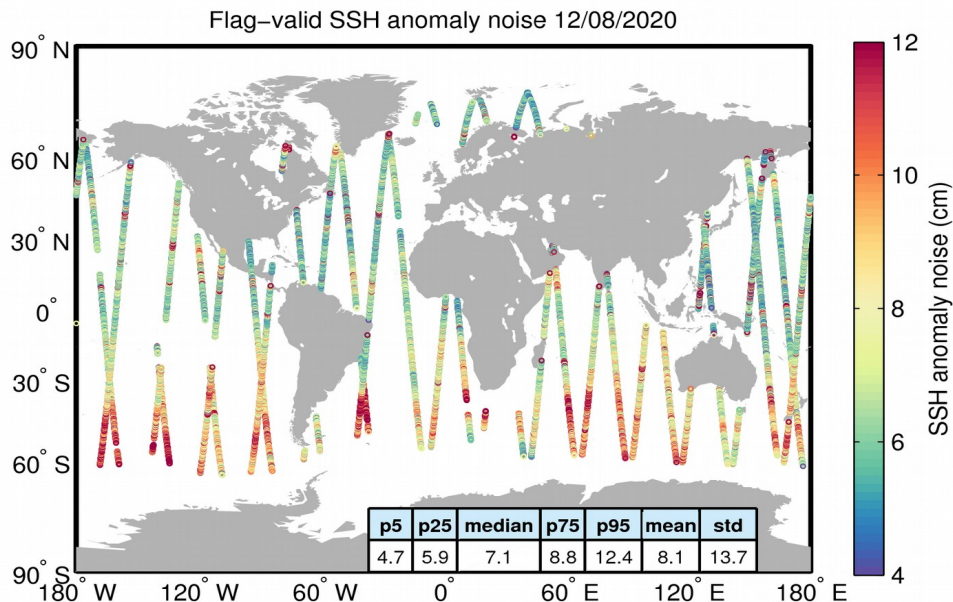 Flag−valid SSH anomaly noise 12/08/2020
90° N
60° N
30° N
0°
30° S
60° S
90° S
180° W
120° W
60° W
0°
60° E
120° E
180° E
p5 p25 median p75 p95 mean std
4.7 5.9 7.1 8.8 12.4 8.1 13.7
12
10
8
6
4
SSH anomaly noise (cm)